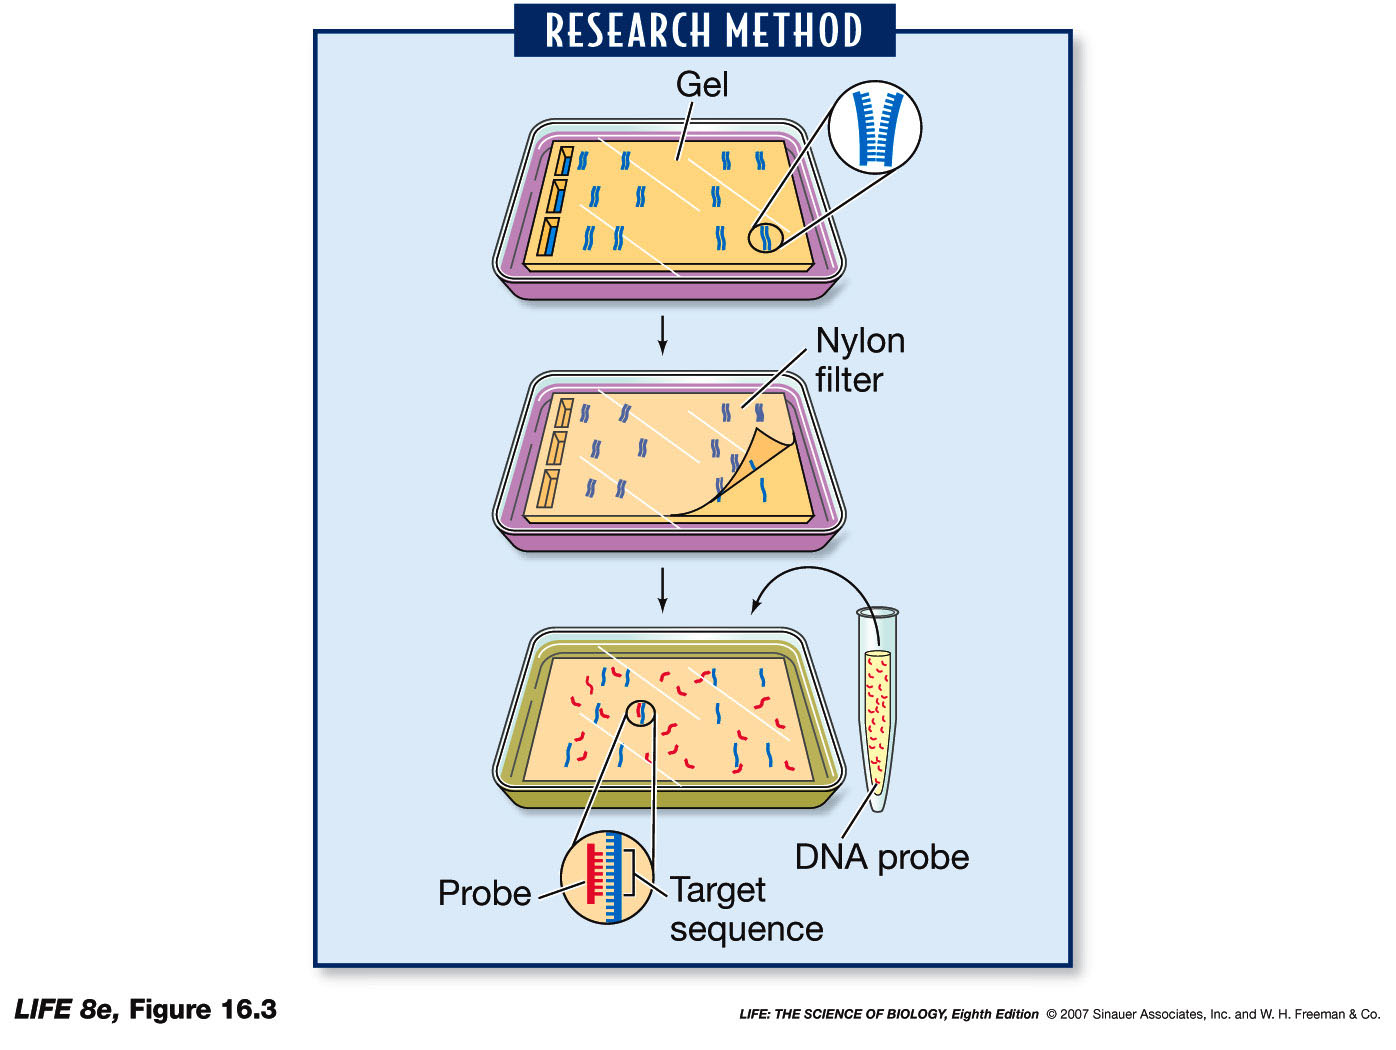 RESEARCH METHOD
Gel
Nylon
filter
DNA probe
Probe
Target
sequence
LIFE 8e, Figure 16.3
LIFE: THE SCIENCE OF BIOLOGY, Eighth Edition © 2007 Sinauer Associates, Inc. and W. H. Freeman & Co.